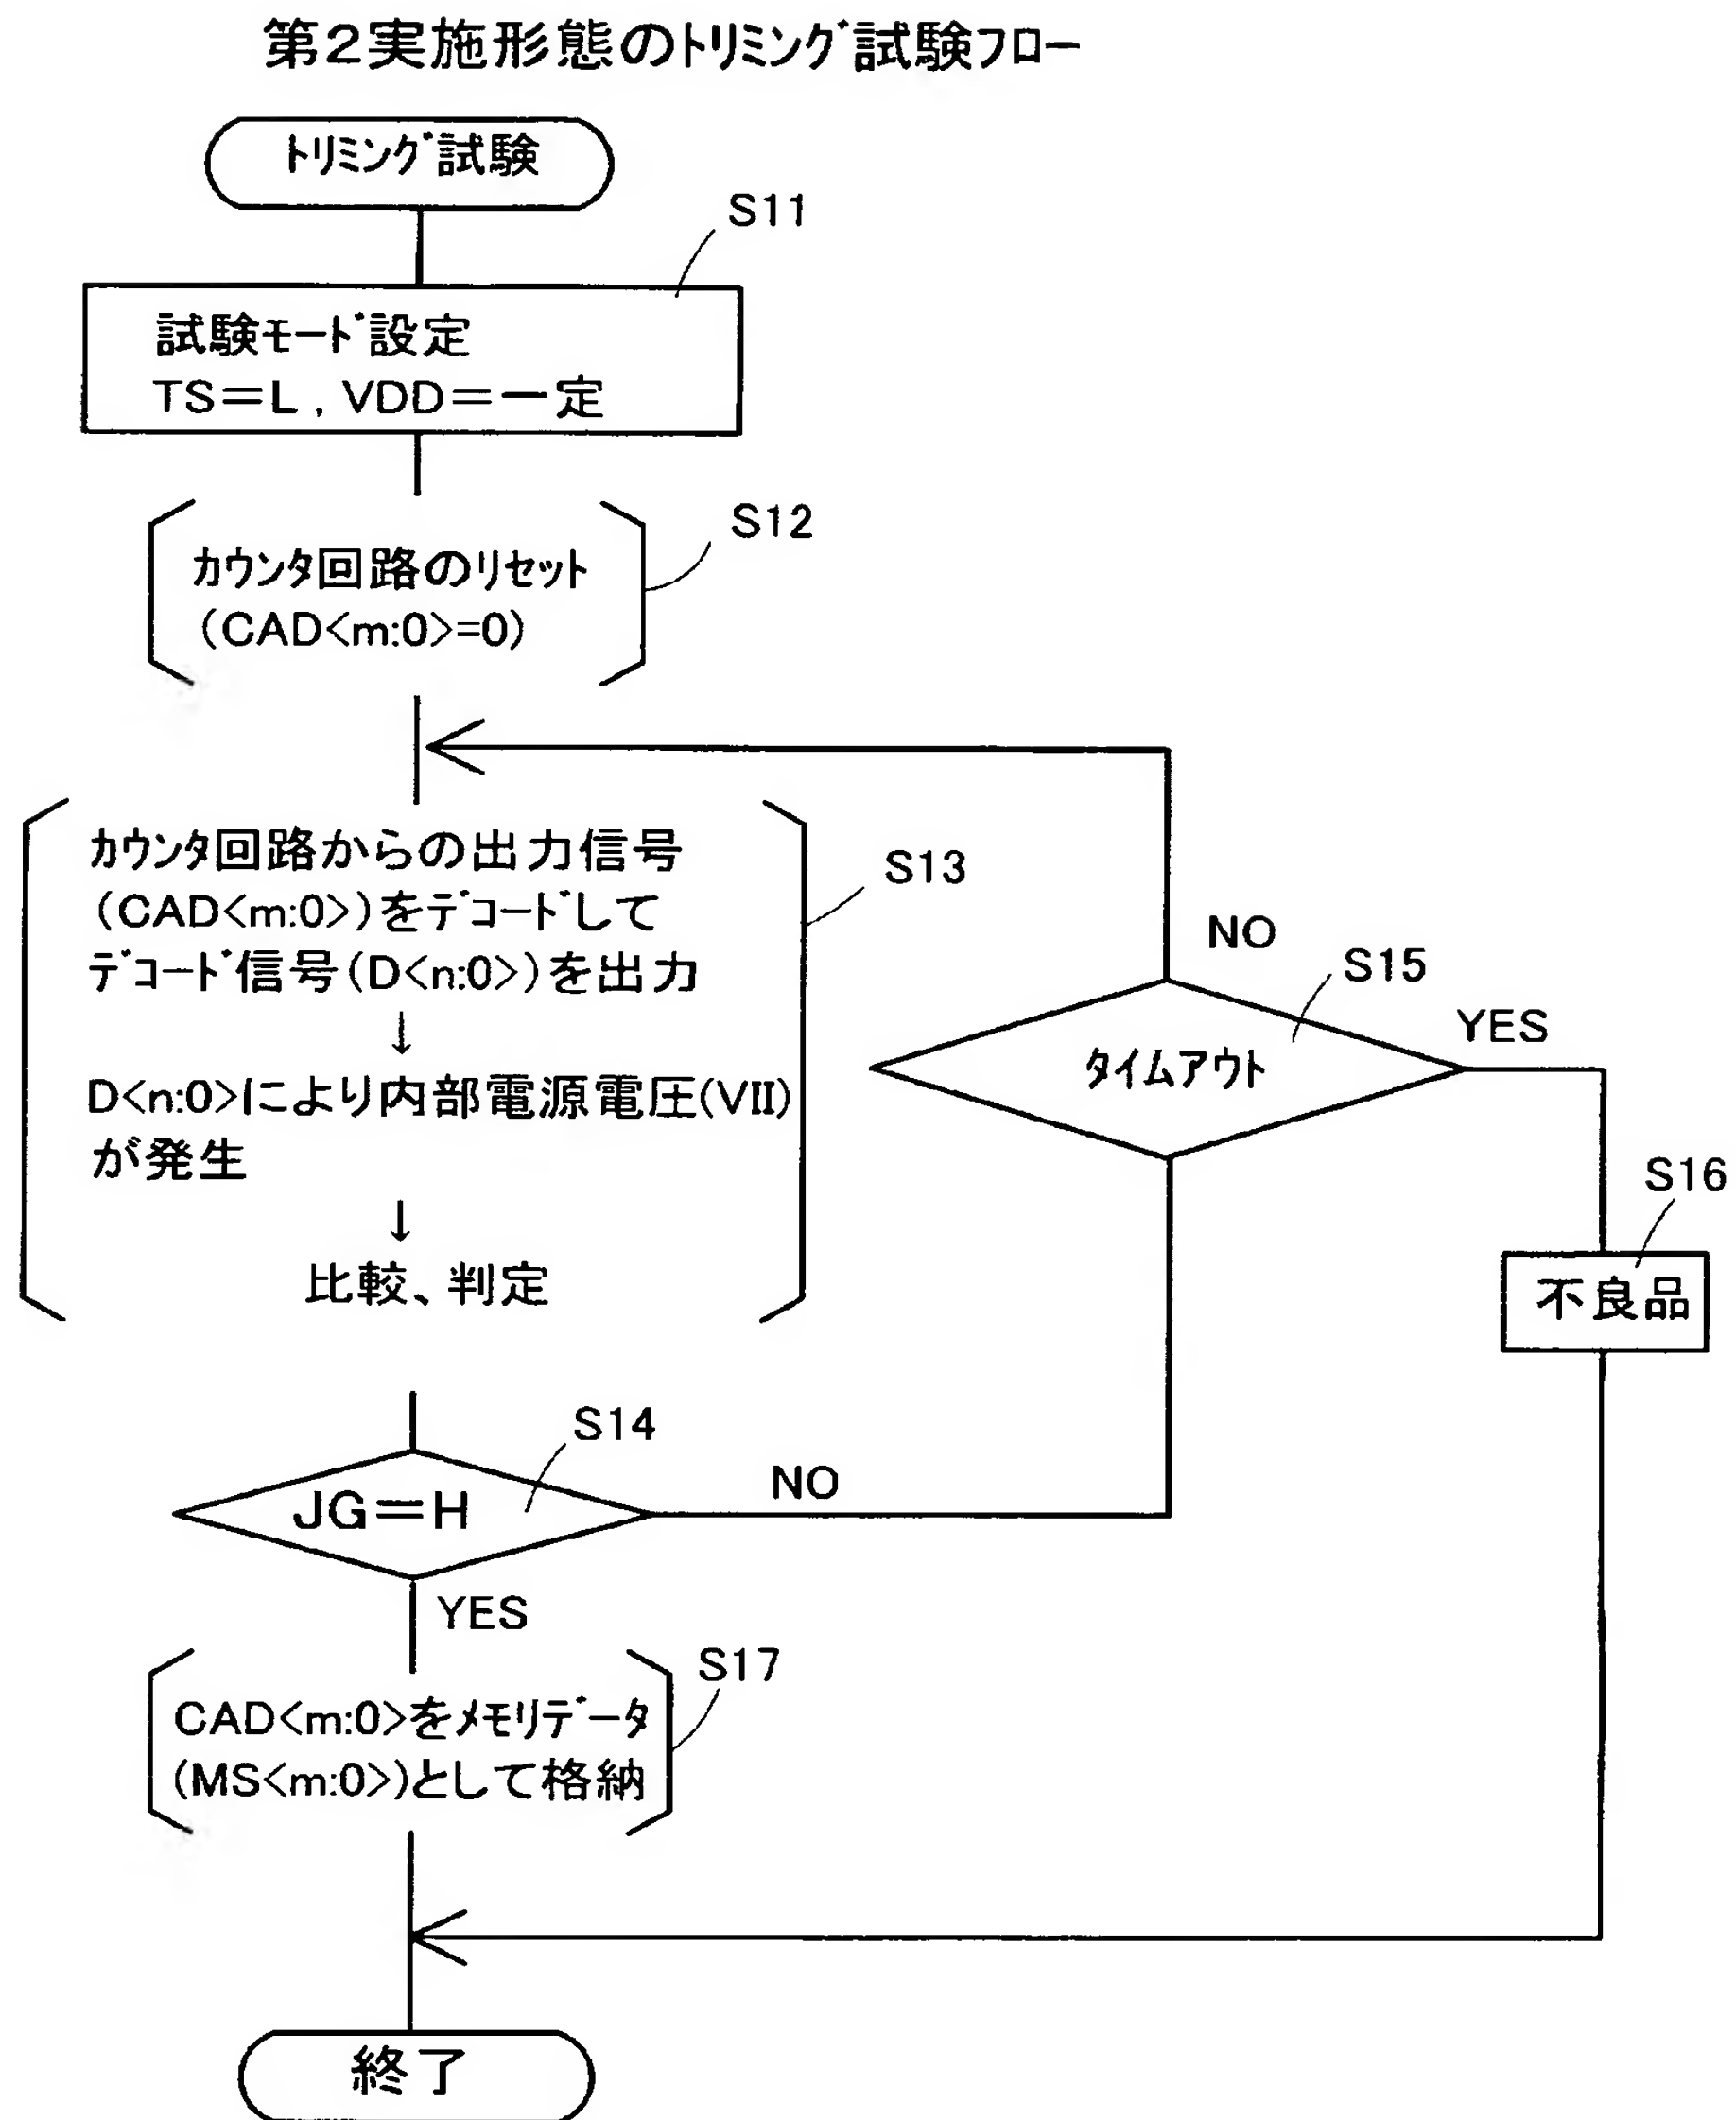 第2実施形態のﾄﾘﾐﾝｸﾞ試験ﾌﾛｰ
ﾄﾘﾐﾝｸﾞ試験
S11
試験ﾓｰﾄﾞ設定
TS＝L , VDD＝一定
S12
ｶｳﾝﾀ回路のﾘｾｯﾄ
(CAD<m:0>=0)
S13
ｶｳﾝﾀ回路からの出力信号
(CAD<m:0>)をﾃﾞｺｰﾄﾞして
ﾃﾞｺｰﾄﾞ信号(D<n:0>)を出力
↓
D<n:0>により内部電源電圧(VII)
が発生
↓
比較、判定
NO
S15
YES
ﾀｲﾑｱｳﾄ
S16
不良品
S14
JG＝H
NO
YES
S17
CAD<m:0>をﾒﾓﾘﾃﾞｰﾀ
(MS<m:0>)として格納
終了